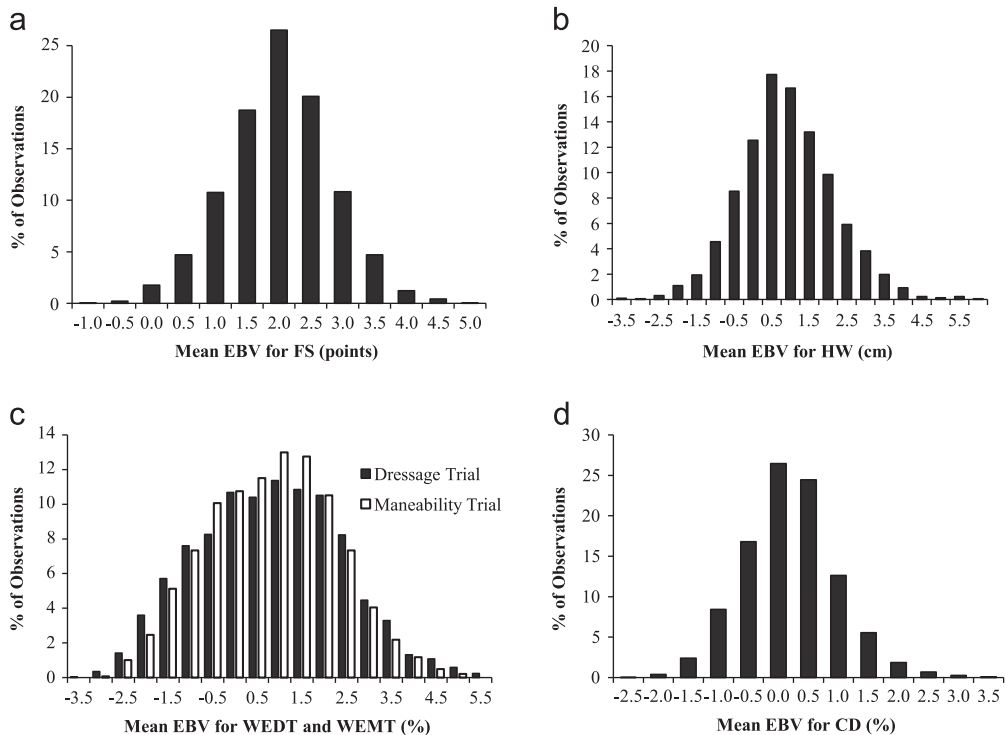 a
% of Observations
25
20
15
10
5
0
-1.0 -0.5 0.0 0.5 1.0 1.5 2.0 2.5 3.0 3.5 4.0 4.5 5.0
Mean EBV for FS (points)
b
% of Observations
20
18
16
14
12
10
8
6
4
2
0
-3.5 -2.5 -1.5 -0.5 0.5 1.5 2.5 3.5 4.5 5.5
Mean EBV for HW (cm)
c
% of Observations
14
12
10
8
6
4
2
0
Dressage Trial
Maneability Trial
-3.5 -2.5 -1.5 -0.5 0.5 1.5 2.5 3.5 4.5 5.5
Mean EBV for WEDT and WEMT (%)
d
% of Observations
30
25
20
15
10
5
0
-2.5 -2.0 -1.5 -1.0 -0.5 0.0 0.5 1.0 1.5 2.0 2.5 3.0 3.5
Mean EBV for CD (%)